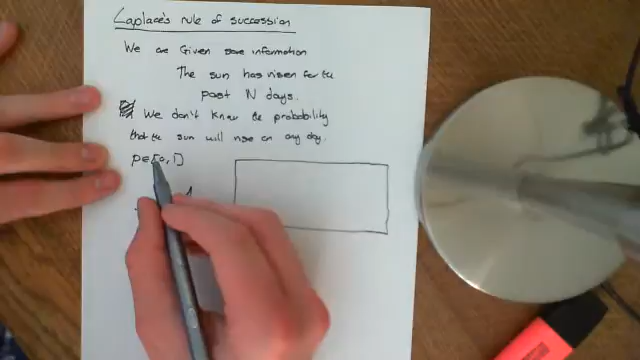 Laplace's rule of succession
We are Given some information
The sun has risen for the
past N days.
We don't know the probability
that the sun will rise on any day.
p∈[0,1]